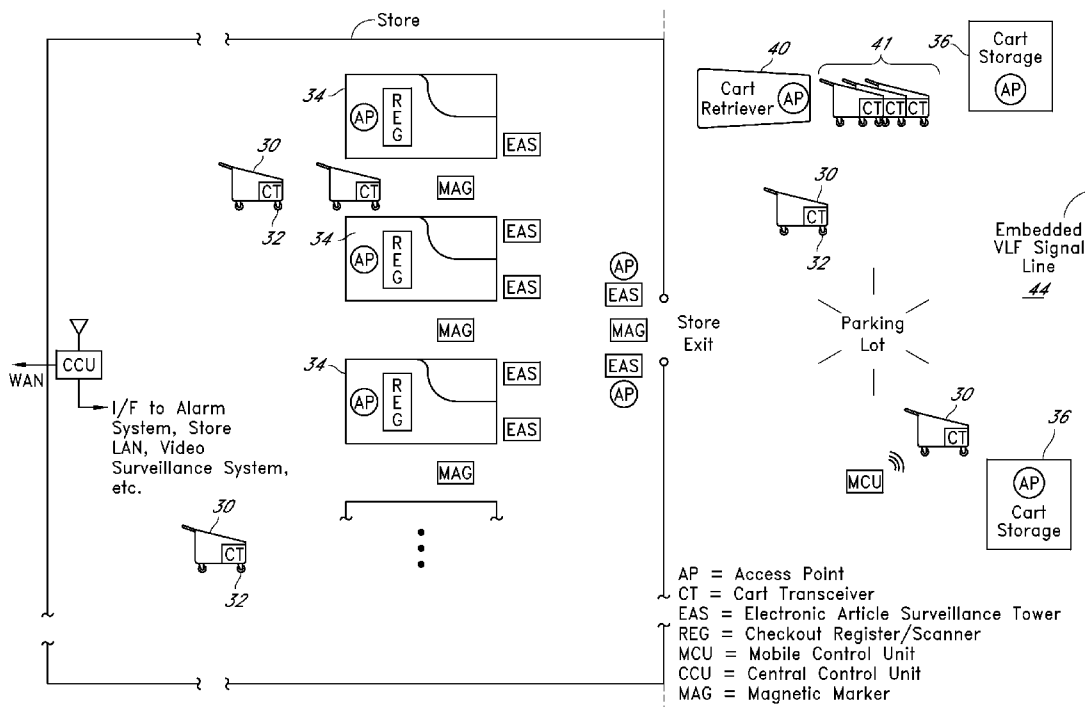 Store
34
AP
REG
EAS
30
CT
32
CT
MAG
34
AP
REG
EAS
EAS
MAG
34
AP
REG
EAS
EAS
MAG
AP
EAS
MAG
EAS
AP
Store
Exit
CCU
WAN
I/F to Alarm
System, Store
LAN, Video
Surveillance System,
etc.
30
CT
32
40
Cart
Retriever
AP
41
CT
CT
CT
36
Cart
Storage
AP
30
CT
32
Embedded
VLF Signal
Line
44
Parking
Lot
30
CT
MCU
36
AP
Cart
Storage
AP = Access Point
CT = Cart Transceiver
EAS = Electronic Article Surveillance Tower
REG = Checkout Register/Scanner
MCU = Mobile Control Unit
CCU = Central Control Unit
MAG = Magnetic Marker